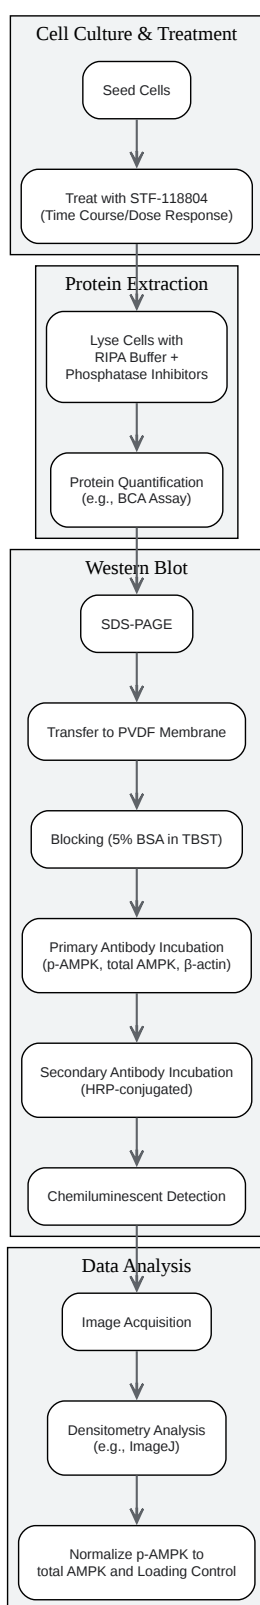 Cell Culture & Treatment
Seed Cells
Treat with STF-118804
(Time Course/Dose Response)
Protein Extraction
Lyse Cells with
RIPA Buffer +
Phosphatase Inhibitors
Protein Quantification
(e.g., BCA Assay)
Western Blot
SDS-PAGE
Transfer to PVDF Membrane
Blocking (5% BSA in TBST)
Primary Antibody Incubation
(p-AMPK, total AMPK, β-actin)
Secondary Antibody Incubation
(HRP-conjugated)
Chemiluminescent Detection
Data Analysis
Image Acquisition
Densitometry Analysis
(e.g., ImageJ)
Normalize p-AMPK to
total AMPK and Loading Control